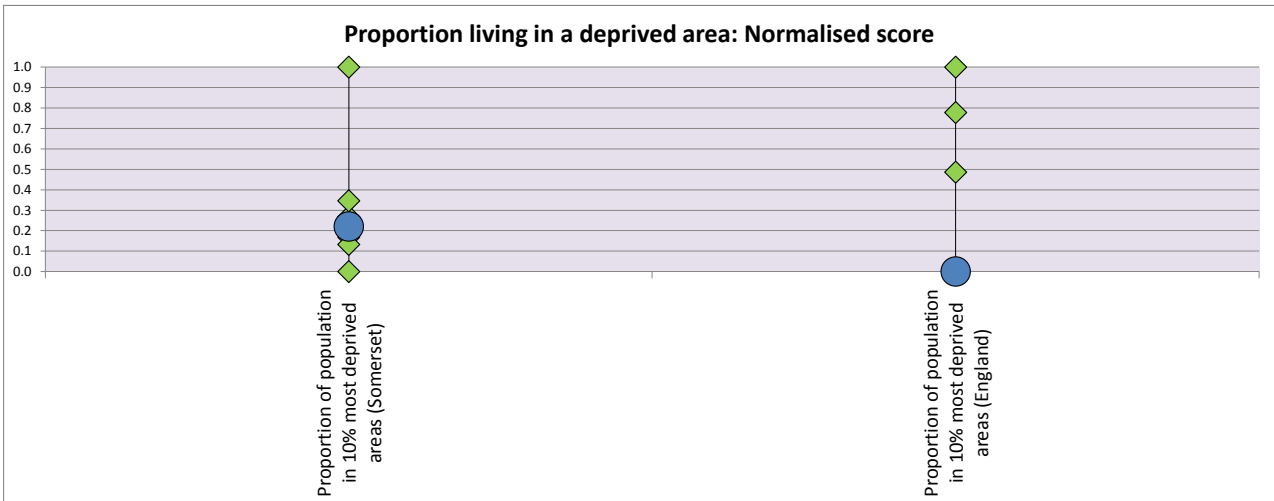 Proportion living in a deprived area: Normalised score
1.0
0.9
0.8
0.7
0.6
0.5
0.4
0.3
0.2
0.1
0.0
Proportion of population
in 10% most deprived
areas (Somerset)
Proportion of population
in 10% most deprived
areas (England)